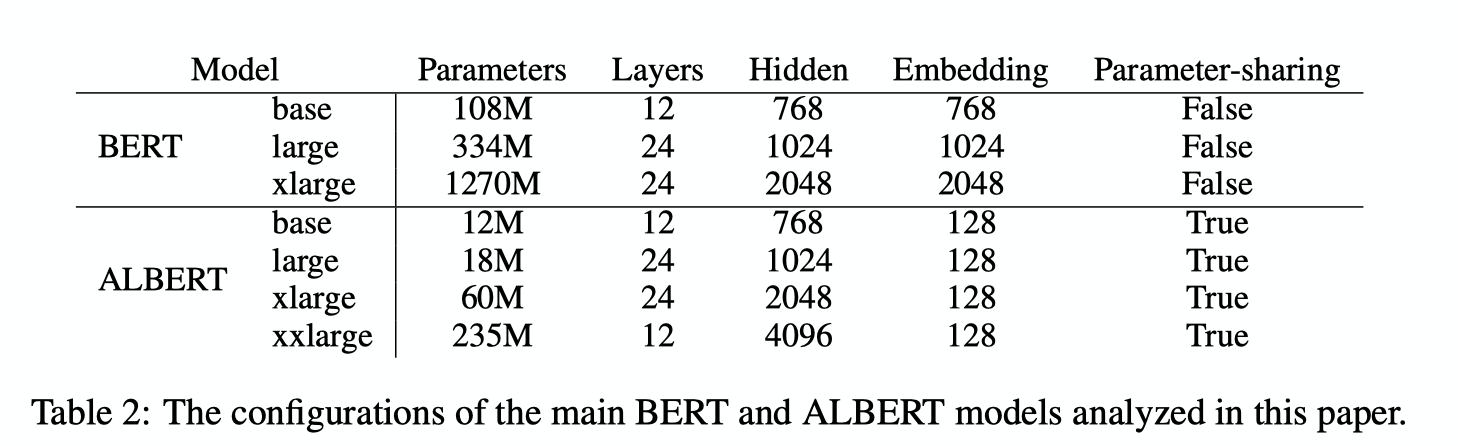 Model Parameters Layers Hidden Embedding Parameter-sharing
base 108M 12 768 768 False
BERT large 334M 24 1024 1024 False
xlarge 1270M 24 2048 2048 False
base 12M 12 768 128 True
large 18M 24 1024 128 True
ALBERT
xlarge 60M 24 2048 128 True
xxlarge 235M 12 4096 128 True
Table 2: The configurations of the main BERT and ALBERT models analyzed in this paper.